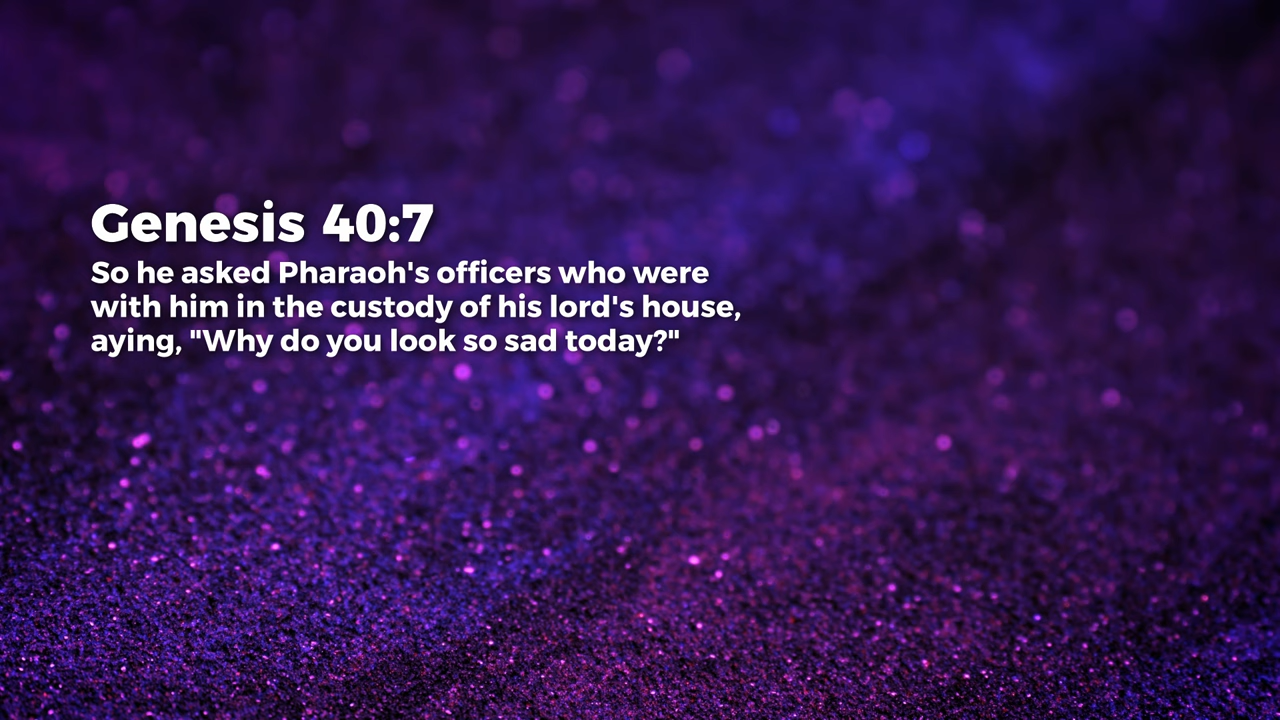 Genesis 40:7
So he asked Pharaoh's officers who were
with him in the custody of his lord's house,
aying, "Why do you look so sad today?"